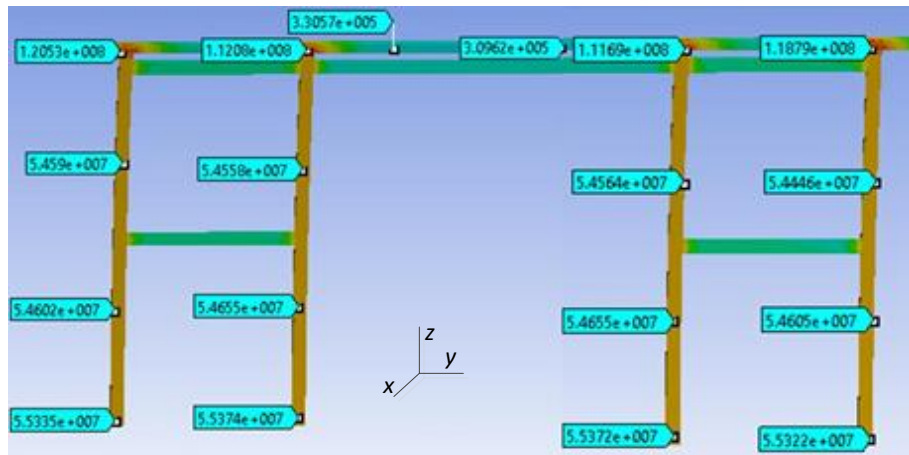 3.3057e+005
1.2053e+008 1.1208e+008 3.0962e+005 1.1169e+008 1.1879e+008
5.459e+007 5.4558e+007 5.4564e+007 5.4446e+007
5.4602e+007 5.4655e+007 5.4655e+007 5.4605e+007
z
y
x
5.5335e+007 5.5374e+007 5.5372e+007 5.5322e+007